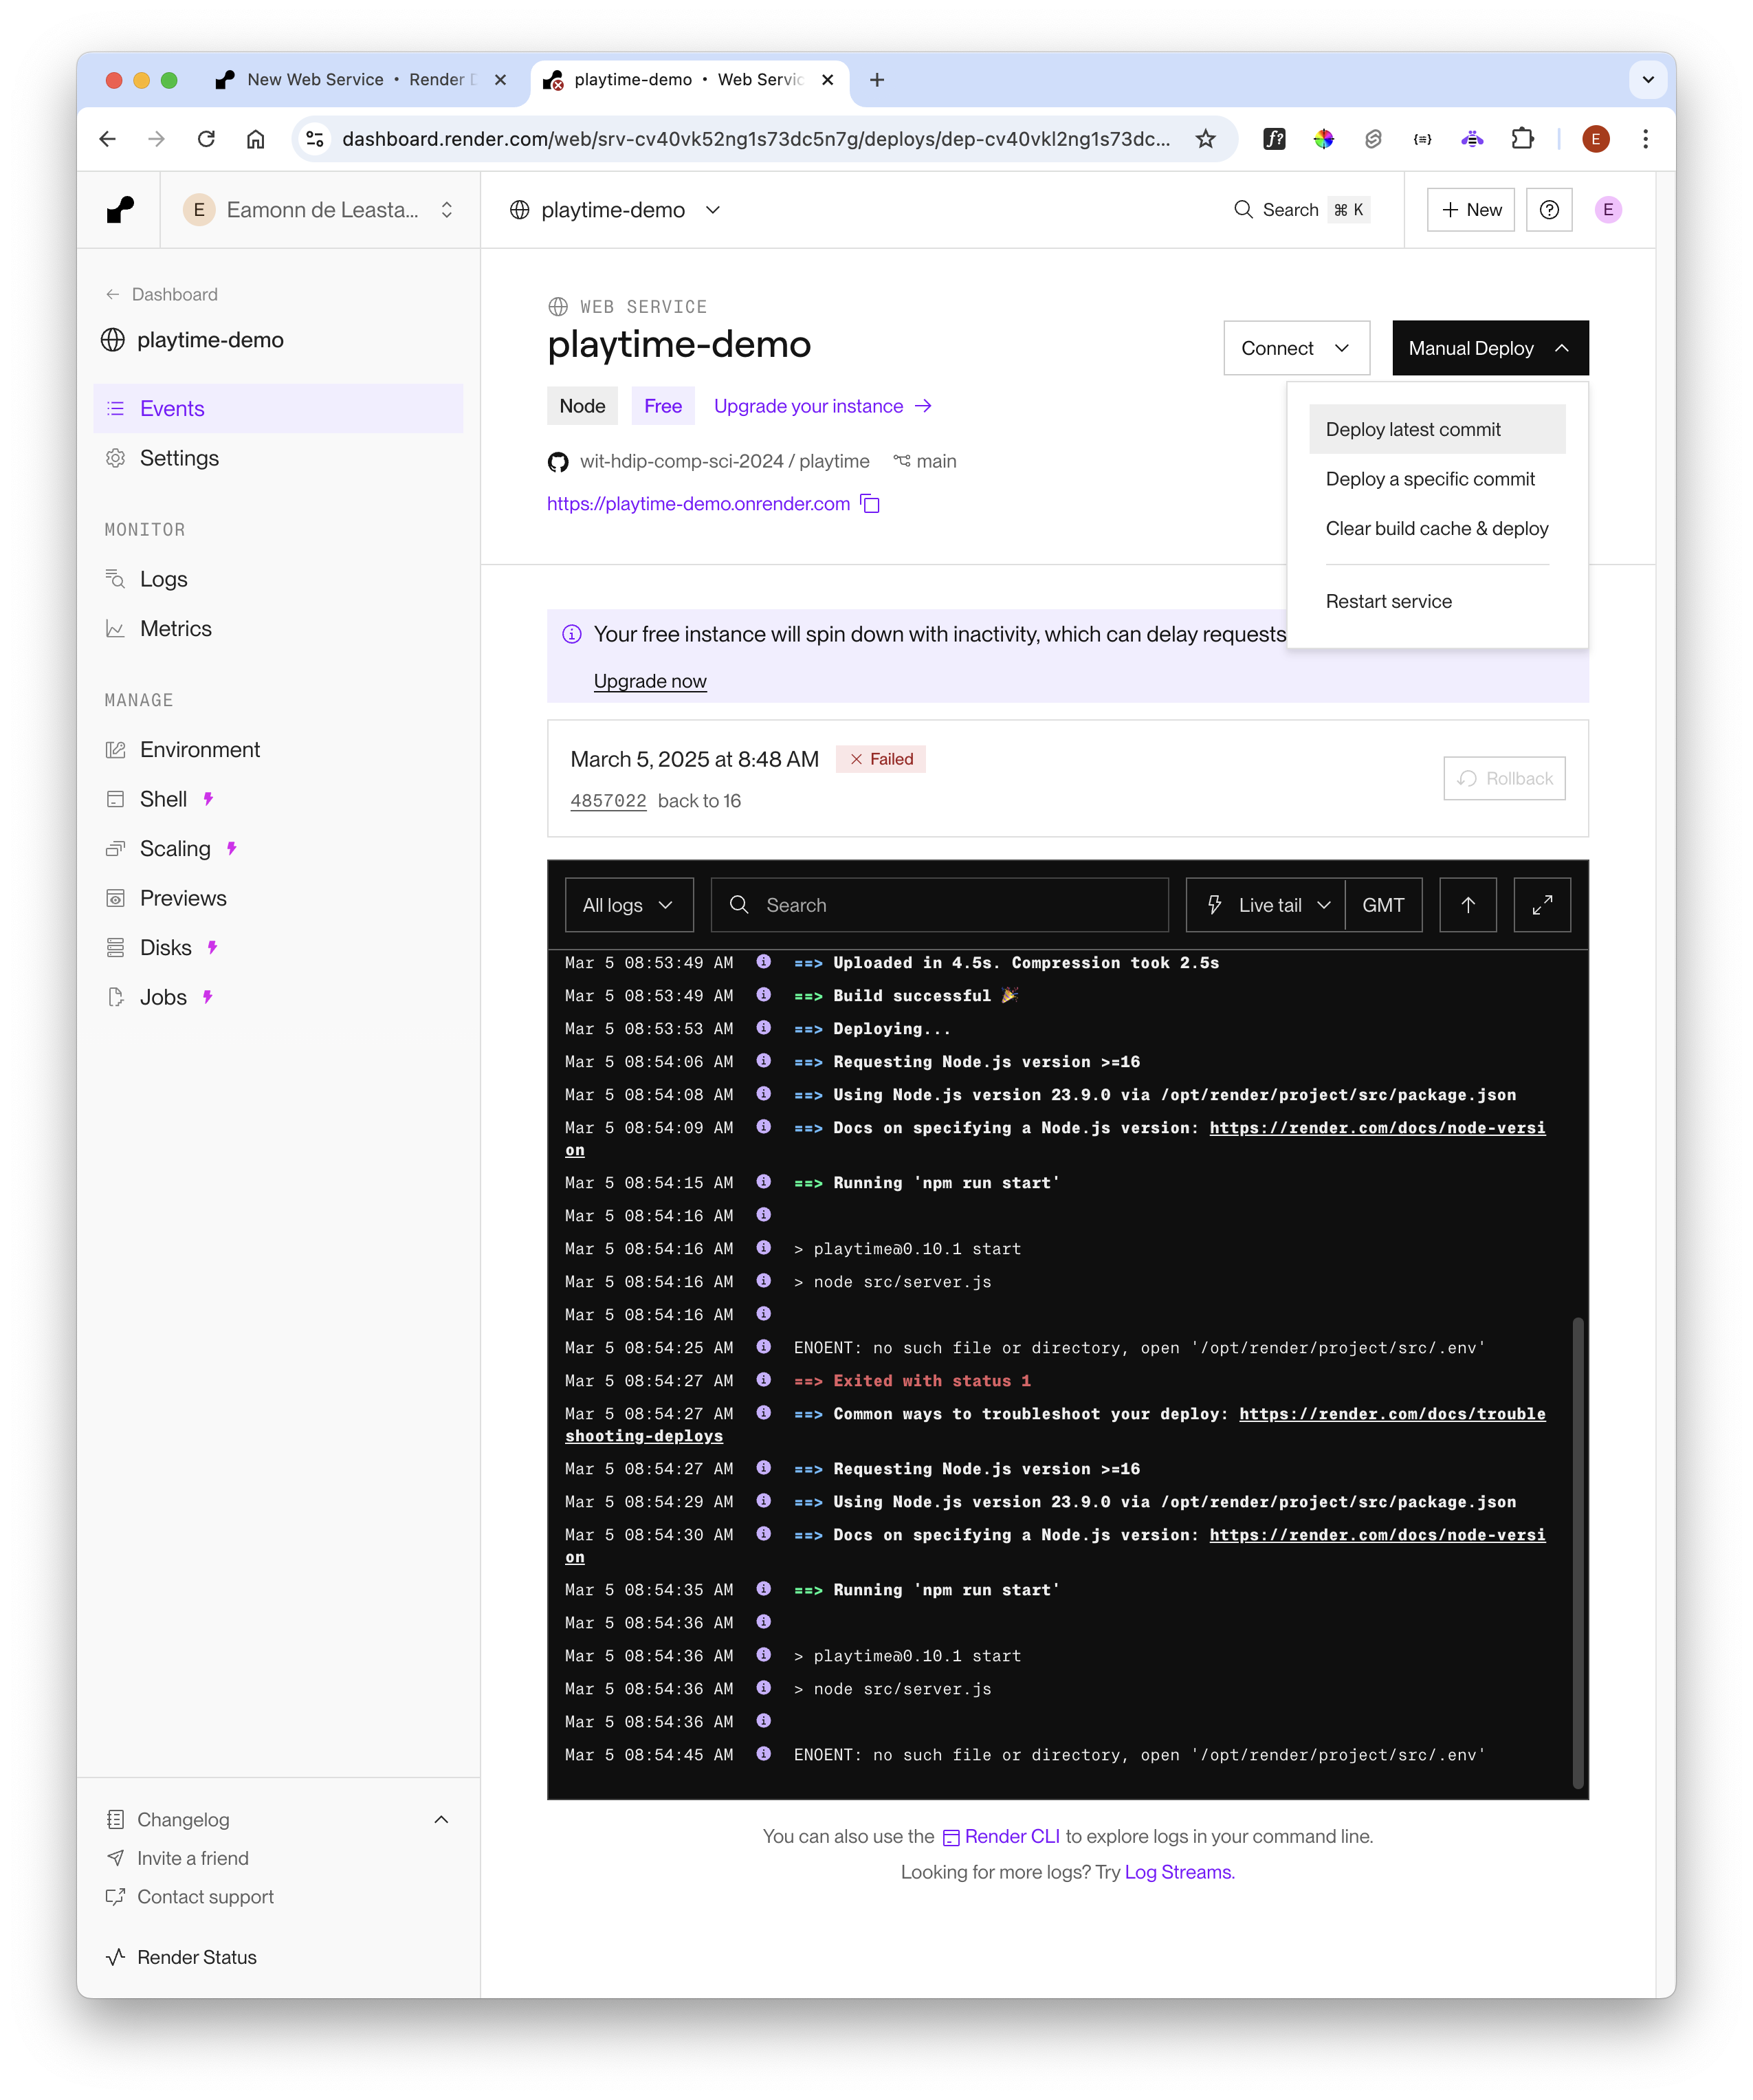 New Web Service • Render
playtime-demo • Web Servic
dashboard.render.com/web/srv-cv40vk52ng1s73dc5n7g/deploys/dep-cv40vkl2ng1s73dc...
f?
{≡}
E
E
Eamonn de Leasta...
playtime-demo
Search
⌘ K
+ New
E
← Dashboard
playtime-demo
Events
Settings
MONITOR
Logs
Metrics
MANAGE
Environment
Shell
Scaling
Previews
Disks
Jobs
Changelog
Invite a friend
Contact support
Render Status
WEB SERVICE
playtime-demo
Connect
Manual Deploy
Node
Free
Upgrade your instance →
wit-hdip-comp-sci-2024 / playtime
main
https://playtime-demo.onrender.com
Deploy latest commit
Deploy a specific commit
Clear build cache & deploy
Restart service
Your free instance will spin down with inactivity, which can delay requests
Upgrade now
March 5, 2025 at 8:48 AM
Failed
4857022 back to 16
Rollback
All logs
Search
Live tail
GMT
Mar 5 08:53:49 AM ==> Uploaded in 4.5s. Compression took 2.5s
Mar 5 08:53:49 AM ==> Build successful 🎉
Mar 5 08:53:53 AM ==> Deploying...
Mar 5 08:54:06 AM ==> Requesting Node.js version >=16
Mar 5 08:54:08 AM ==> Using Node.js version 23.9.0 via /opt/render/project/src/package.json
Mar 5 08:54:09 AM ==> Docs on specifying a Node.js version: https://render.com/docs/node-versi
on
Mar 5 08:54:15 AM ==> Running 'npm run start'
Mar 5 08:54:16 AM
Mar 5 08:54:16 AM > playtime@0.10.1 start
Mar 5 08:54:16 AM > node src/server.js
Mar 5 08:54:16 AM
Mar 5 08:54:25 AM ENOENT: no such file or directory, open '/opt/render/project/src/.env'
Mar 5 08:54:27 AM ==> Exited with status 1
Mar 5 08:54:27 AM ==> Common ways to troubleshoot your deploy: https://render.com/docs/trouble
shooting-deploys
Mar 5 08:54:27 AM ==> Requesting Node.js version >=16
Mar 5 08:54:29 AM ==> Using Node.js version 23.9.0 via /opt/render/project/src/package.json
Mar 5 08:54:30 AM ==> Docs on specifying a Node.js version: https://render.com/docs/node-versi
on
Mar 5 08:54:35 AM ==> Running 'npm run start'
Mar 5 08:54:36 AM
Mar 5 08:54:36 AM > playtime@0.10.1 start
Mar 5 08:54:36 AM > node src/server.js
Mar 5 08:54:36 AM
Mar 5 08:54:45 AM ENOENT: no such file or directory, open '/opt/render/project/src/.env'
You can also use the Render CLI to explore logs in your command line.
Looking for more logs? Try Log Streams.